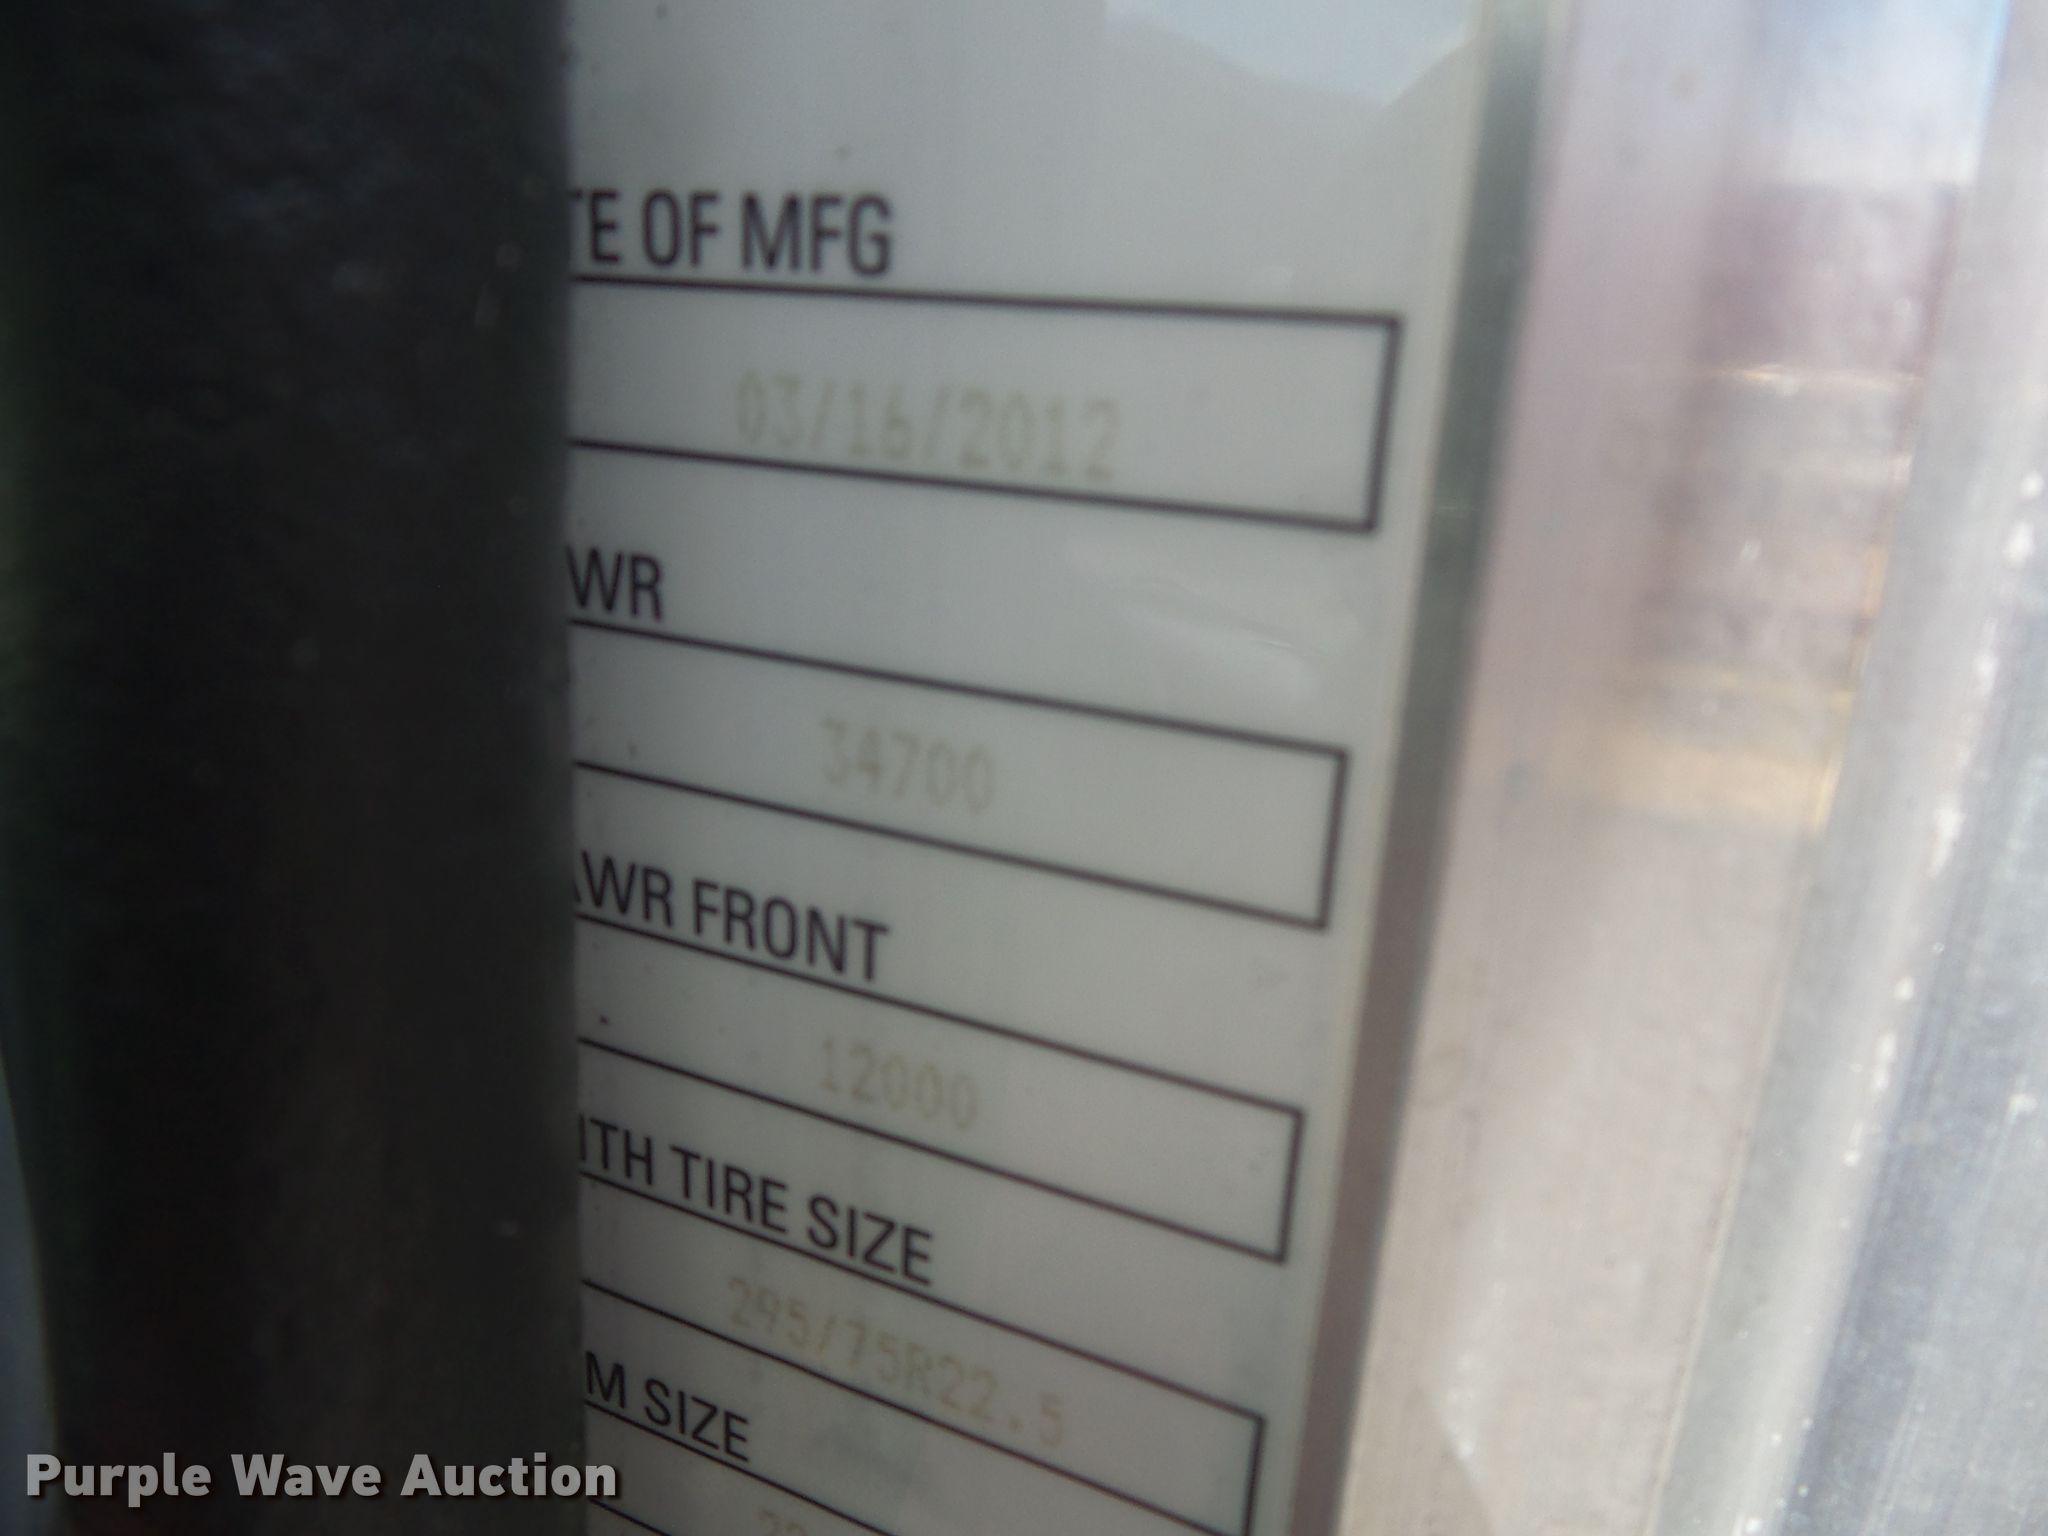 TE OF MFG
03/16/2012
WR
34700
AWR FRONT
12000
ITH TIRE SIZE
295/75R22.5
M SIZE
Purple Wave Auction